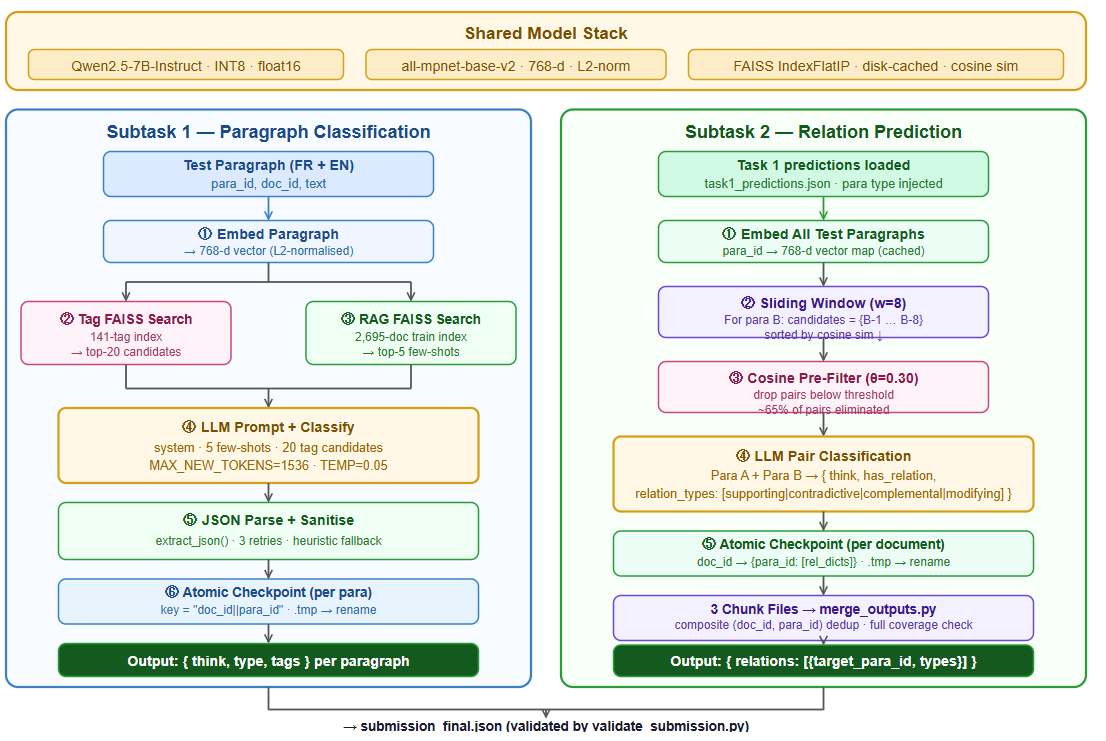 Shared Model Stack
Qwen2.5-7B-Instruct · INT8 · float16
all-mpnet-base-v2 · 768-d · L2-norm
FAISS IndexFlatIP · disk-cached · cosine sim
Subtask 1 — Paragraph Classification
Test Paragraph (FR + EN)
para_id, doc_id, text
① Embed Paragraph
→ 768-d vector (L2-normalised)
② Tag FAISS Search
141-tag index
→ top-20 candidates
③ RAG FAISS Search
2,695-doc train index
→ top-5 few-shots
④ LLM Prompt + Classify
system · 5 few-shots · 20 tag candidates
MAX_NEW_TOKENS=1536 · TEMP=0.05
⑤ JSON Parse + Sanitise
extract_json() · 3 retries · heuristic fallback
⑥ Atomic Checkpoint (per para)
key = "doc_id||para_id" · .tmp → rename
Output: { think, type, tags } per paragraph
Subtask 2 — Relation Prediction
Task 1 predictions loaded
task1_predictions.json · para type injected
① Embed All Test Paragraphs
para_id → 768-d vector map (cached)
② Sliding Window (w=8)
For para B: candidates = {B-1 … B-8}
sorted by cosine sim ↓
③ Cosine Pre-Filter (θ=0.30)
drop pairs below threshold
~65% of pairs eliminated
④ LLM Pair Classification
Para A + Para B → { think, has_relation,
relation_types: [supporting|contradictive|complemental|modifying] }
⑤ Atomic Checkpoint (per document)
doc_id → {para_id: [rel_dicts]} · .tmp → rename
3 Chunk Files → merge_outputs.py
composite (doc_id, para_id) dedup · full coverage check
Output: { relations: [{target_para_id, types}] }
→ submission_final.json (validated by validate_submission.py)